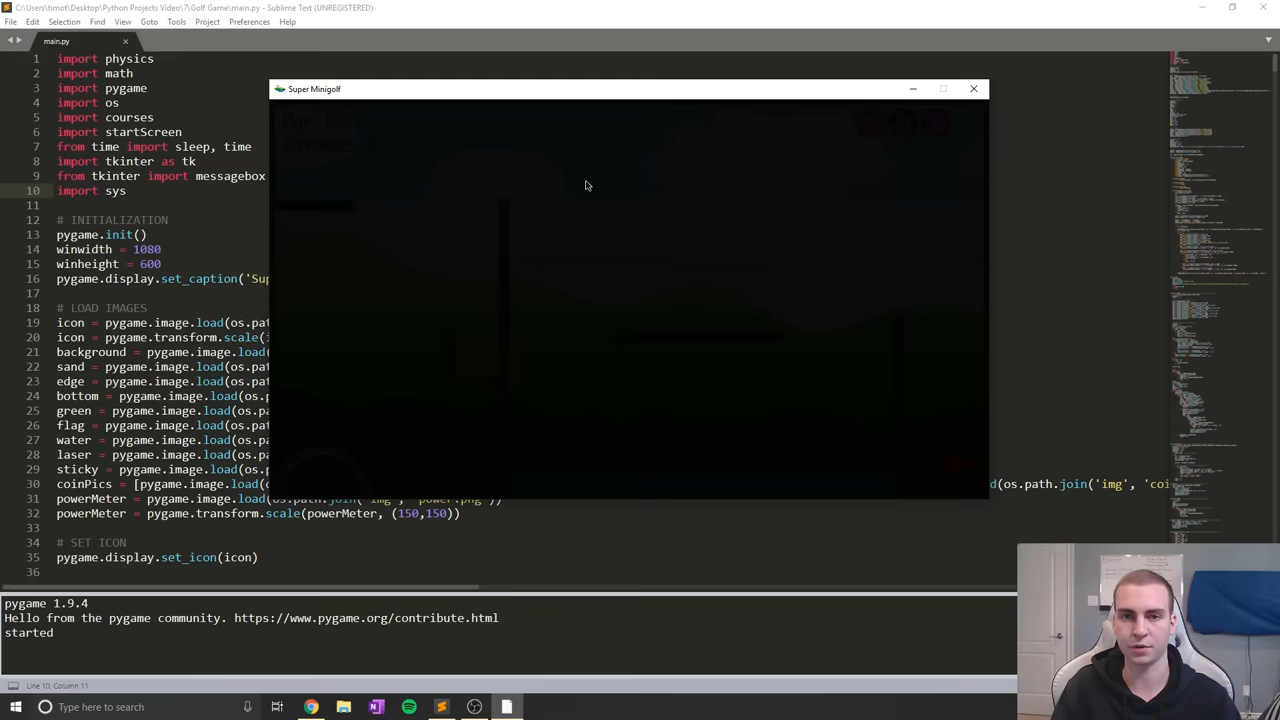 C:\Users\timot\Desktop\Python Projects Video\7\Golf Game\main.py - Sublime Text (UNREGISTERED)
File Edit Selection Find View Goto Tools Project Preferences Help
main.py
1 import physics
2 import math
3 import pygame
4 import os
5 import courses
6 import startScreen
7 from time import sleep, time
8 import tkinter as tk
9 from tkinter import messagebox
10 import sys
11
12 # INITIALIZATION
13 pygame.init()
14 winwidth = 1080
15 winheight = 600
16 pygame.display.set_caption('Sup
17
18 # LOAD IMAGES
19 icon = pygame.image.load(os.pat
20 icon = pygame.transform.scale(i
21 background = pygame.image.load(
22 sand = pygame.image.load(os.pat
23 edge = pygame.image.load(os.pat
24 bottom = pygame.image.load(os.p
25 green = pygame.image.load(os.pa
26 flag = pygame.image.load(os.pat
27 water = pygame.image.load(os.pa
28 laser = pygame.image.load(os.pa
29 sticky = pygame.image.load(os.p
30 coinPics = [pygame.image.load(o d(os.path.join('img', 'coi
31 powerMeter = pygame.image.load(os.path.join('img', 'power.png'))
32 powerMeter = pygame.transform.scale(powerMeter, (150,150))
33
34 # SET ICON
35 pygame.display.set_icon(icon)
36
Super Minigolf
pygame 1.9.4
Hello from the pygame community. https://www.pygame.org/contribute.html
started
Line 10, Column 11
Type here to search